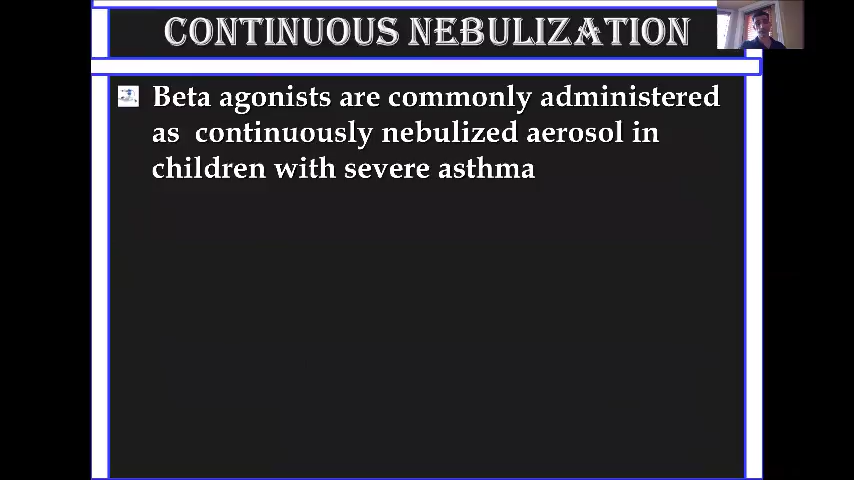 CONTINUOUS NEBULIZATION
Beta agonists are commonly administered
as continuously nebulized aerosol in
children with severe asthma